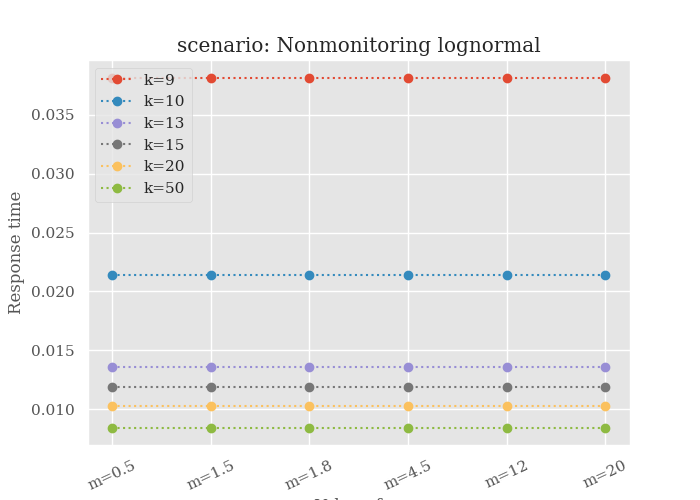 scenario: Nonmonitoring lognormal
k=9
k=10
k=13
k=15
k=20
k=50
Response time
0.035
0.030
0.025
0.020
0.015
0.010
m=0.5 m=1.5 m=1.8 m=4.5 m=12 m=20